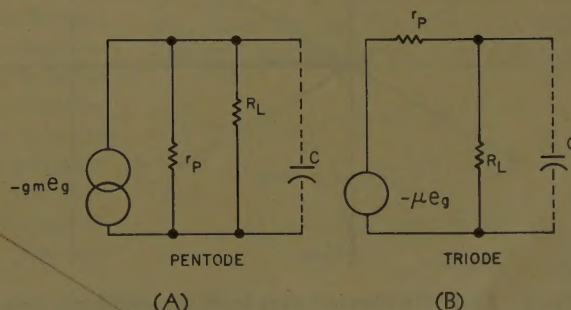 -gmeg
rP
RL
C
PENTODE
(A)
rP
-μeg
RL
C
TRIODE
(B)